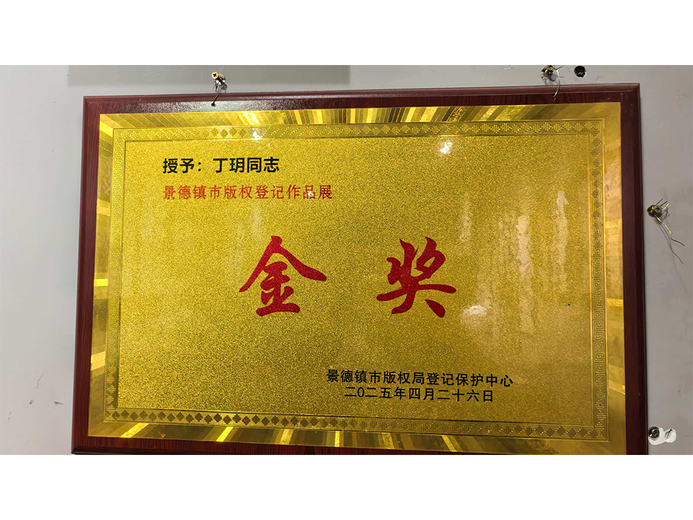 授予：丁玥同志
景德镇市版权登记作品展
金奖
景德镇市版权局登记保护中心
二0二五年四月二十六日